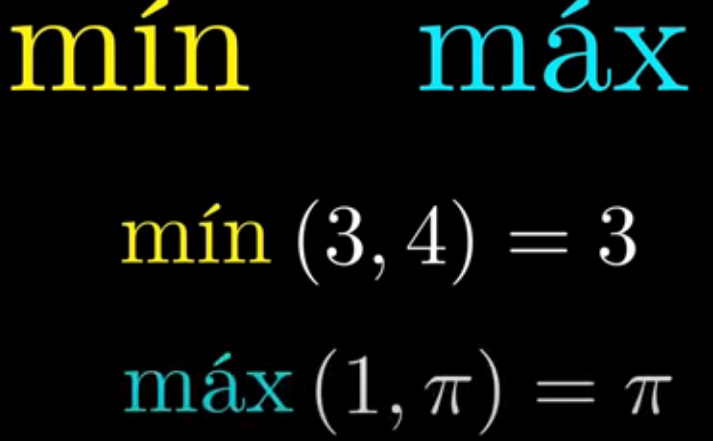 mín máx
mín (3, 4) = 3
máx (1, π) = π